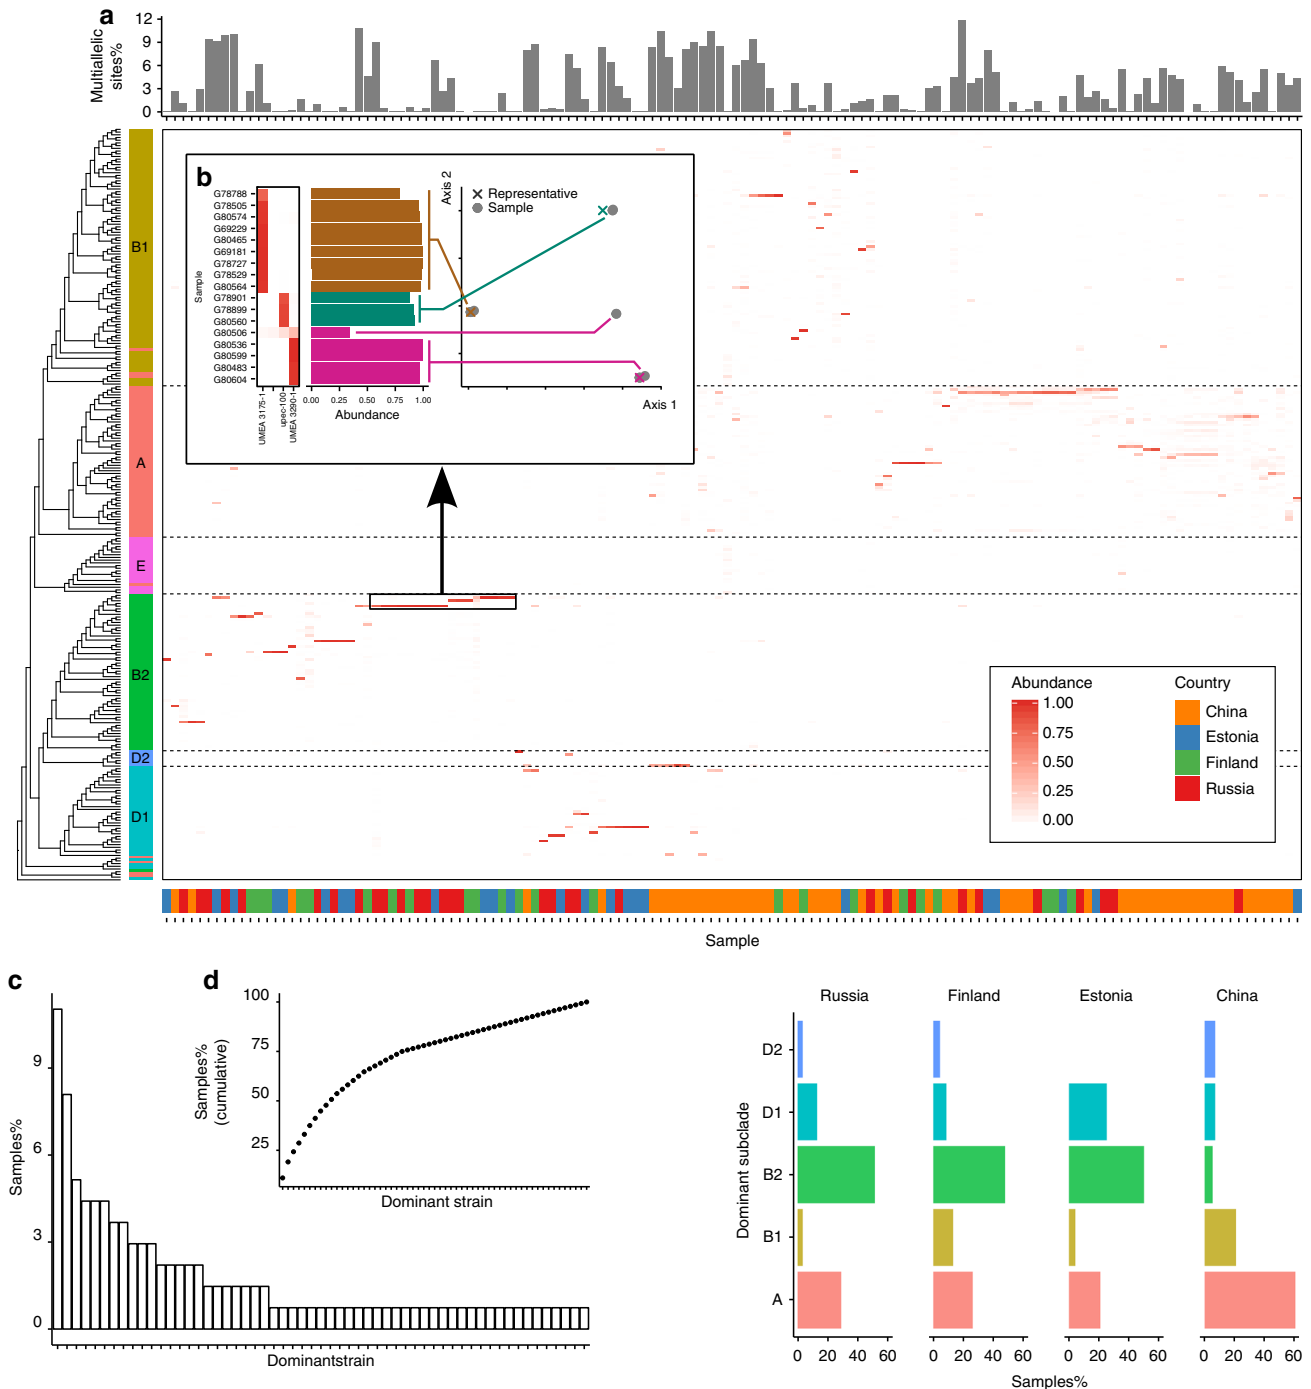 a
Multiallelic
sites%
12
9
6
3
0
B1
A
E
B2
D2
D1
b
Sample
G78788
G78505
G80574
G69229
G80465
G69181
G78727
G78529
G80564
G78901
G78899
G80560
G80506
G80536
G80599
G80483
G80604
UMEA 3175-1
upec-100
UMEA 3290-1
0.00 0.25 0.50 0.75 1.00
Abundance
Axis 2
Representative
Sample
Axis 1
Abundance
1.00
0.75
0.50
0.25
0.00
Country
China
Estonia
Finland
Russia
Sample
c
Samples%
9
6
3
0
Dominantstrain
d
Samples%
(cumulative)
100
75
50
25
Dominant strain
Russia Finland Estonia China
Dominant subclade
D2
D1
B2
B1
A
0 20 40 60 0 20 40 60 0 20 40 60 0 20 40 60
Samples%